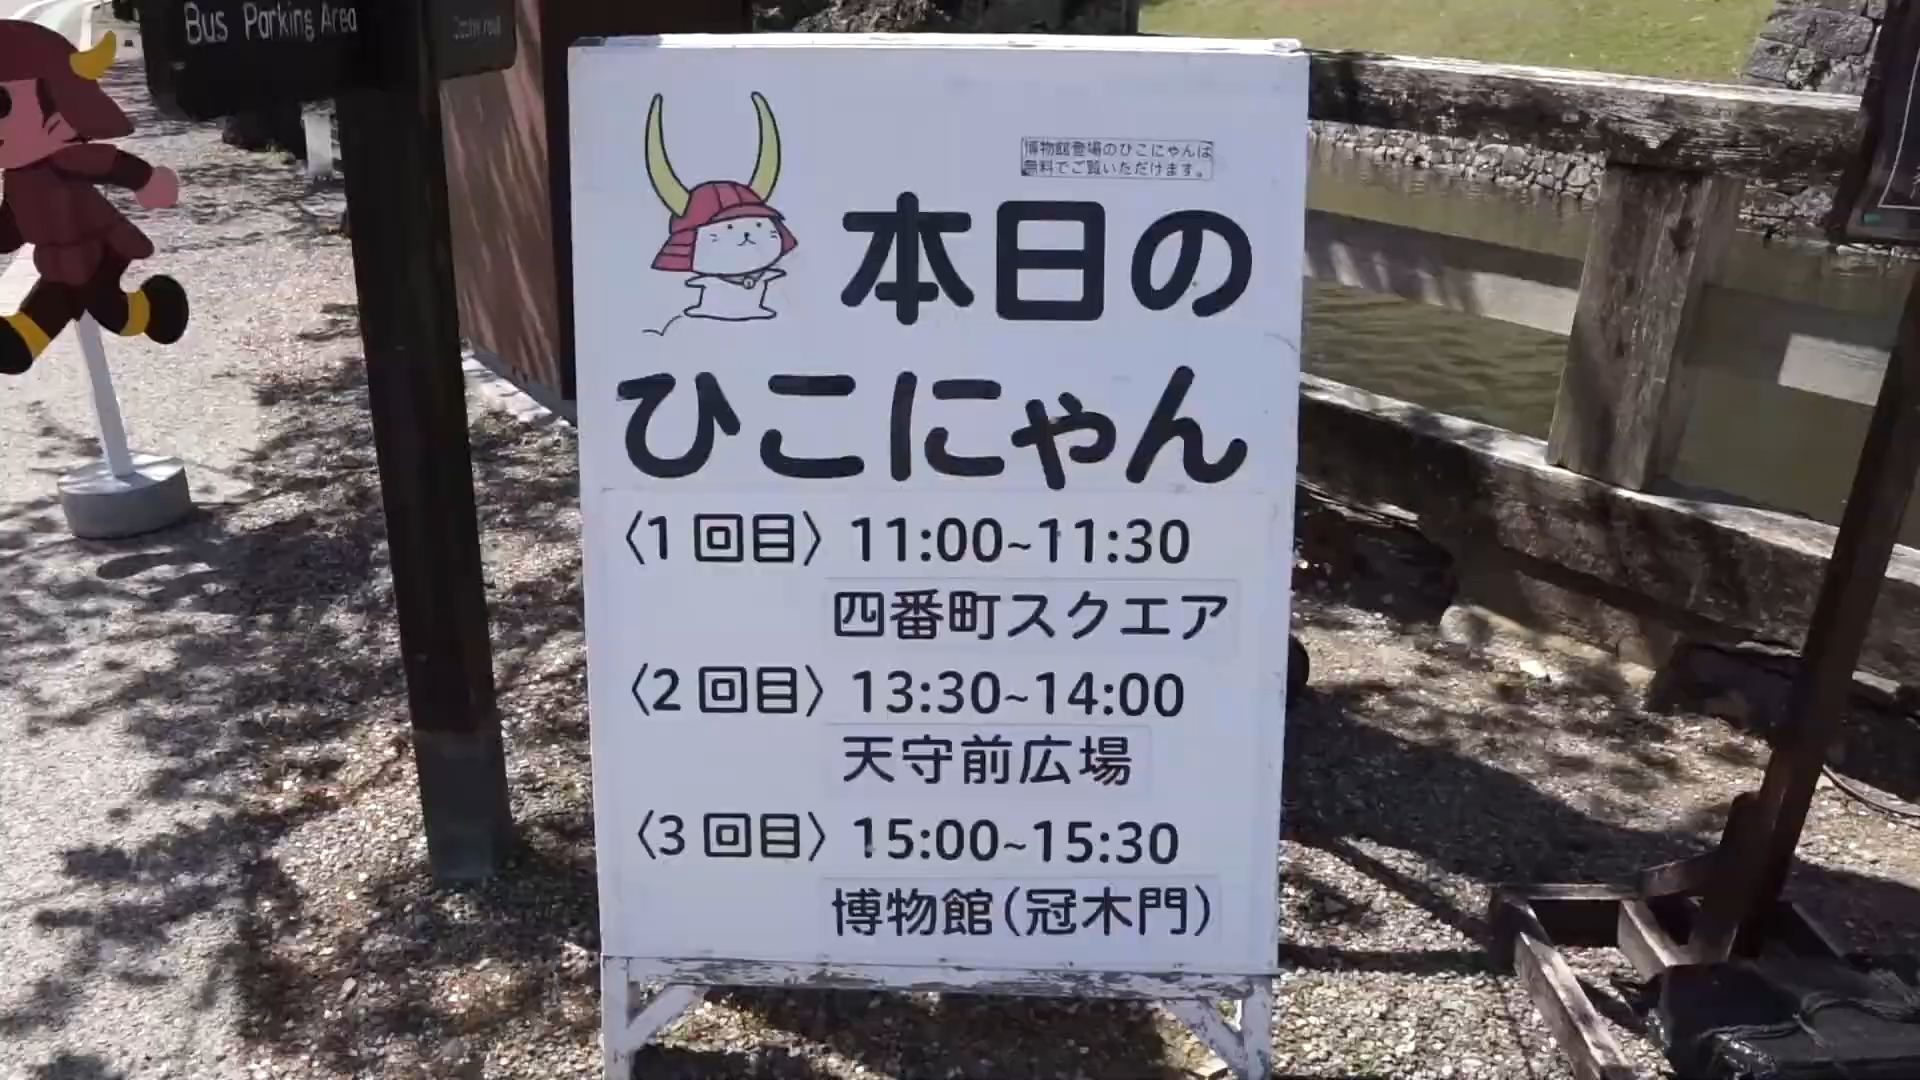 Bus Parking Area
博物館登場のひこにゃんは
無料でご覧いただけます。
本日の
ひこにゃん
〈1回目〉11:00~11:30
四番町スクエア
〈2回目〉13:30~14:00
天守前広場
〈3回目〉15:00~15:30
博物館(冠木門)